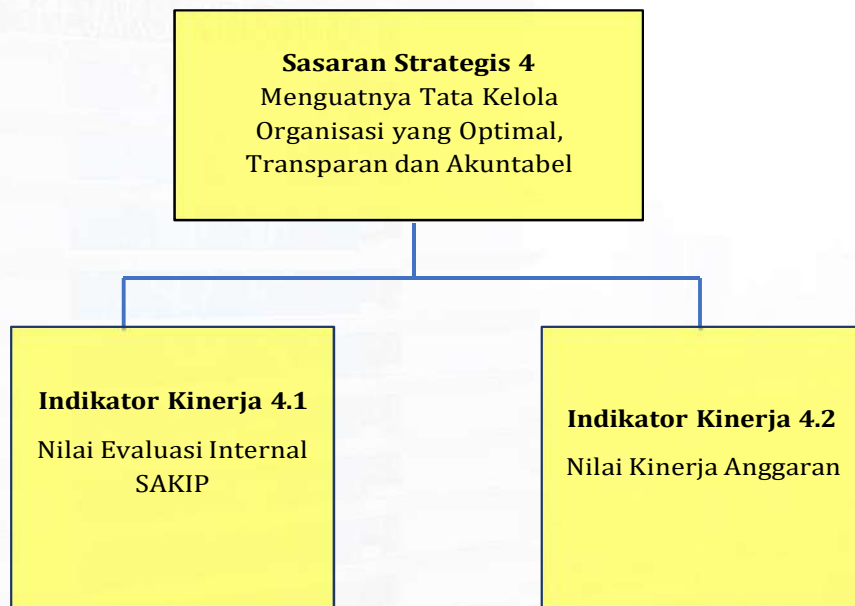 Sasaran Strategis 4
Menguatnya Tata Kelola
Organisasi yang Optimal,
Transparan dan Akuntabel
Indikator Kinerja 4.1
Nilai Evaluasi Internal
SAKIP
Indikator Kinerja 4.2
Nilai Kinerja Anggaran